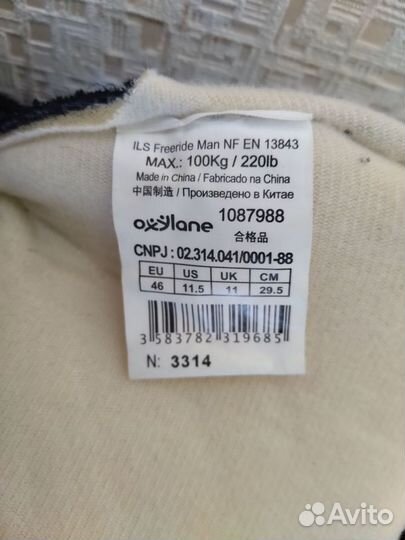 ILS Freeride Man NF EN 13843
MAX.: 100Kg / 220lb
Made in China / Fabricado na China
中国制造 / Произведено в Китае
oxylane 1087988
合格品
CNPJ : 02.314.041/0001-88
EU US UK CM
46 11.5 11 29.5
3 583782 319685
N: 3314
Avito